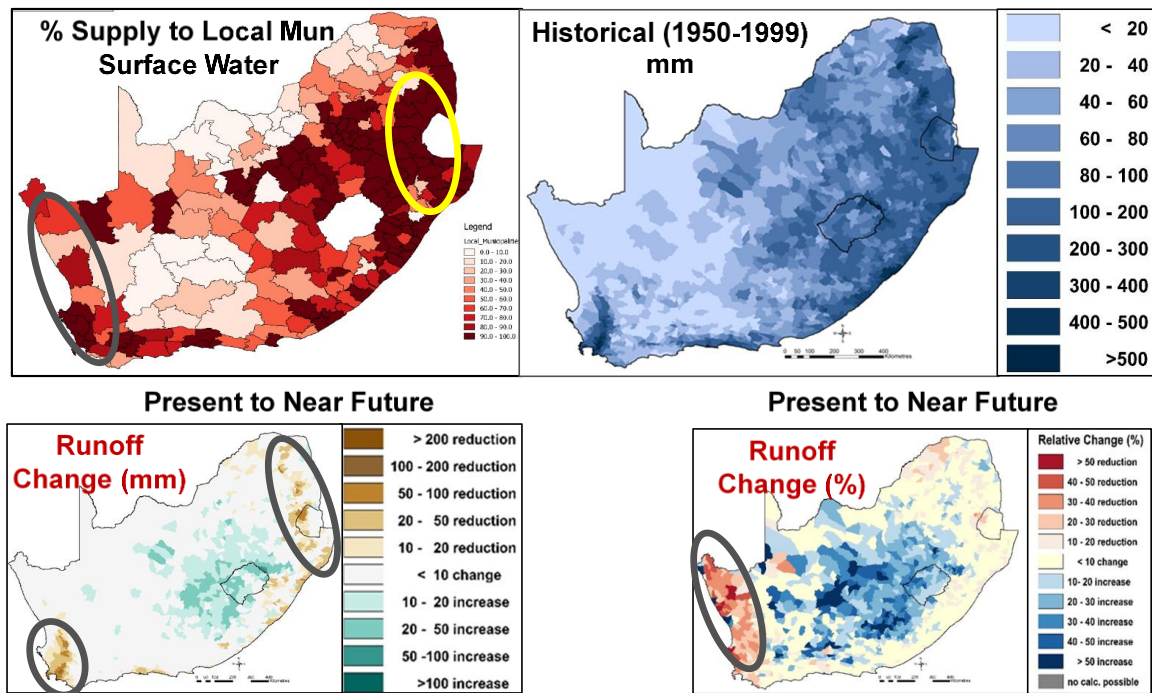 % Supply to Local Mun
Surface Water
Legend
Local_Municipalities
0.0 - 10.0
10.0 - 20.0
20.0 - 30.0
30.0 - 40.0
40.0 - 50.0
50.0 - 60.0
60.0 - 70.0
70.0 - 80.0
80.0 - 90.0
90.0 - 100.0
Historical (1950-1999)
mm
Kilometres
< 20
20 - 40
40 - 60
60 - 80
80 - 100
100 - 200
200 - 300
300 - 400
400 - 500
>500
Present to Near Future
Runoff
Change (mm)
> 200 reduction
100 - 200 reduction
50 - 100 reduction
20 - 50 reduction
10 - 20 reduction
< 10 change
10 - 20 increase
20 - 50 increase
50 -100 increase
>100 increase
Present to Near Future
Runoff
Change (%)
Relative Change (%)
> 50 reduction
40 - 50 reduction
30 - 40 reduction
20 - 30 reduction
10 - 20 reduction
< 10 change
10- 20 increase
20 - 30 increase
30 - 40 increase
40 - 50 increase
> 50 increase
no calc. possible